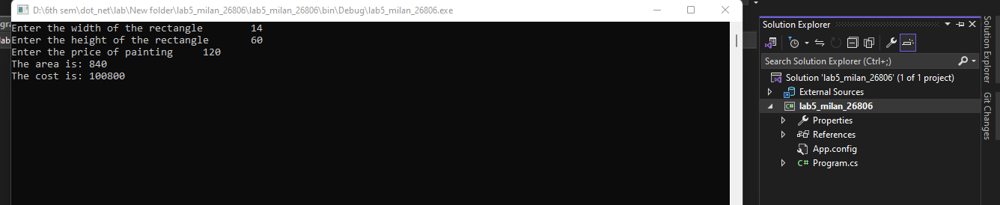 D:\6th sem\dot_net\lab\New folder\lab5_milan_26806\lab5_milan_26806\bin\Debug\lab5_milan_26806.exe
Enter the width of the rectangle 14
Enter the height of the rectangle 60
Enter the price of painting 120
The area is: 840
The cost is: 100800
Solution Explorer
Search Solution Explorer (Ctrl+;)
Solution 'lab5_milan_26806' (1 of 1 project)
External Sources
C# lab5_milan_26806
Properties
References
App.config
C# Program.cs
Solution Explorer
Git Changes